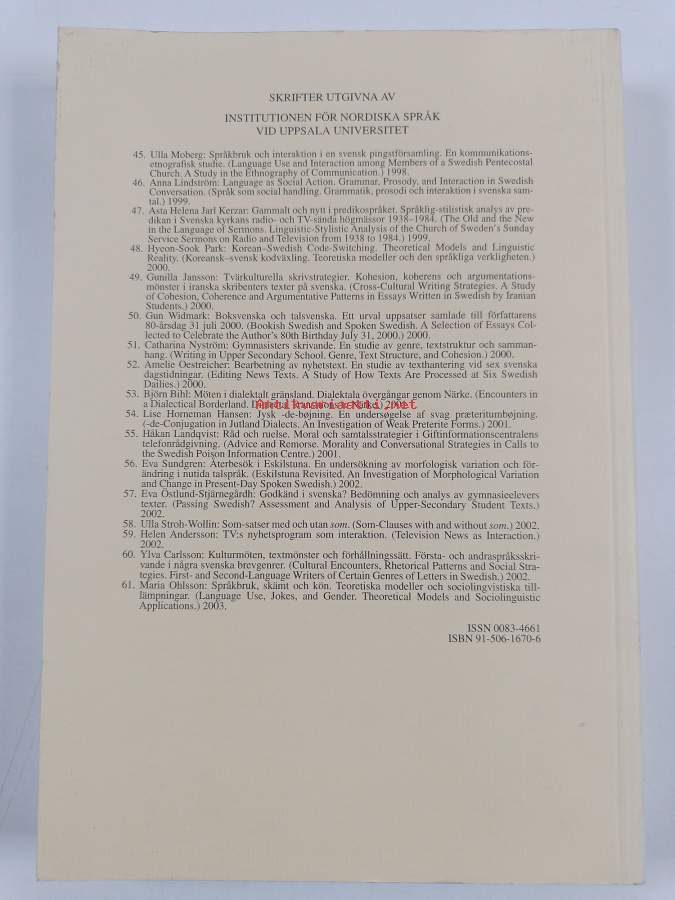 SKRIFTER UTGIVNA AV
INSTITUTIONEN FÖR NORDISKA SPRÅK
VID UPPSALA UNIVERSITET
45. Ulla Moberg: Språkbruk och interaktion i en svensk pingstförsamling. En kommunikations-
etnografisk studie. (Language Use and Interaction among Members of a Swedish Pentecostal
Church. A Study in the Ethnography of Communication.) 1998.
46. Anna Lindström: Language as Social Action. Grammar, Prosody, and Interaction in Swedish
Conversation. (Språk som social handling. Grammatik, prosodi och interaktion i svenska sam-
tal.) 1999.
47. Asta Helena Jarl Kerzar: Gammalt och nytt i predikospråket. Språklig-stilistisk analys av pre-
dikan i Svenska kyrkans radio- och TV-sända högmässor 1938–1984. (The Old and the New
in the Language of Sermons. Linguistic-Stylistic Analysis of the Church of Sweden's Sunday
Service Sermons on Radio and Television from 1938 to 1984.) 1999.
48. Hyeon-Sook Park: Korean–Swedish Code-Switching. Theoretical Models and Linguistic
Reality. (Koreansk–svensk kodväxling. Teoretiska modeller och den språkliga verkligheten.)
2000.
49. Gunilla Jansson: Tvärkulturella skrivstrategier. Kohesion, koherens och argumentations-
mönster i iranska skribenters texter på svenska. (Cross-Cultural Writing Strategies. A Study
of Cohesion, Coherence and Argumentative Patterns in Essays Written in Swedish by Iranian
Students.) 2000.
50. Gun Widmark: Boksvenska och talsvenska. Ett urval uppsatser samlade till författarens
80-årsdag 31 juli 2000. (Bookish Swedish and Spoken Swedish. A Selection of Essays Col-
lected to Celebrate the Author's 80th Birthday July 31, 2000.) 2000.
51. Catharina Nyström: Gymnasisters skrivande. En studie av genre, textstruktur och samman-
hang. (Writing in Upper Secondary School. Genre, Text Structure, and Cohesion.) 2000.
52. Amelie Oestreicher: Bearbetning av nyhetstext. En studie av texthantering vid sex svenska
dagstidningar. (Editing News Texts. A Study of How Texts Are Processed at Six Swedish
Dailies.) 2000.
53. Björn Bihl: Möten i dialektalt gränsland. Dialektala övergångar genom Närke. (Encounters in
a Dialectical Borderland. Dialectal Transitions in Närke.) 2001.
Antikvariaatti.net
54. Lise Horneman Hansen: Jysk -de-bøjning. En undersøgelse af svag præteritumbøjning.
(-de-Conjugation in Jutland Dialects. An Investigation of Weak Preterite Forms.) 2001.
55. Håkan Landqvist: Råd och ruelse. Moral och samtalsstrategier i Giftinformationscentralens
telefonrådgivning. (Advice and Remorse. Morality and Conversational Strategies in Calls to
the Swedish Poison Information Centre.) 2001.
56. Eva Sundgren: Återbesök i Eskilstuna. En undersökning av morfologisk variation och för-
ändring i nutida talspråk. (Eskilstuna Revisited. An Investigation of Morphological Variation
and Change in Present-Day Spoken Swedish.) 2002.
57. Eva Östlund-Stjärnegårdh: Godkänd i svenska? Bedömning och analys av gymnasieelevers
texter. (Passing Swedish? Assessment and Analysis of Upper-Secondary Student Texts.)
2002.
58. Ulla Stroh-Wollin: Som-satser med och utan som. (Som-Clauses with and without som.) 2002.
59. Helen Andersson: TV:s nyhetsprogram som interaktion. (Television News as Interaction.)
2002.
60. Ylva Carlsson: Kulturmöten, textmönster och förhållningssätt. Första- och andraspråksskri-
vande i några svenska brevgenrer. (Cultural Encounters, Rhetorical Patterns and Social Stra-
tegies. First- and Second-Language Writers of Certain Genres of Letters in Swedish.) 2002.
61. Maria Ohlsson: Språkbruk, skämt och kön. Teoretiska modeller och sociolingvistiska till-
lämpningar. (Language Use, Jokes, and Gender. Theoretical Models and Sociolinguistic
Applications.) 2003.
ISSN 0083-4661
ISBN 91-506-1670-6